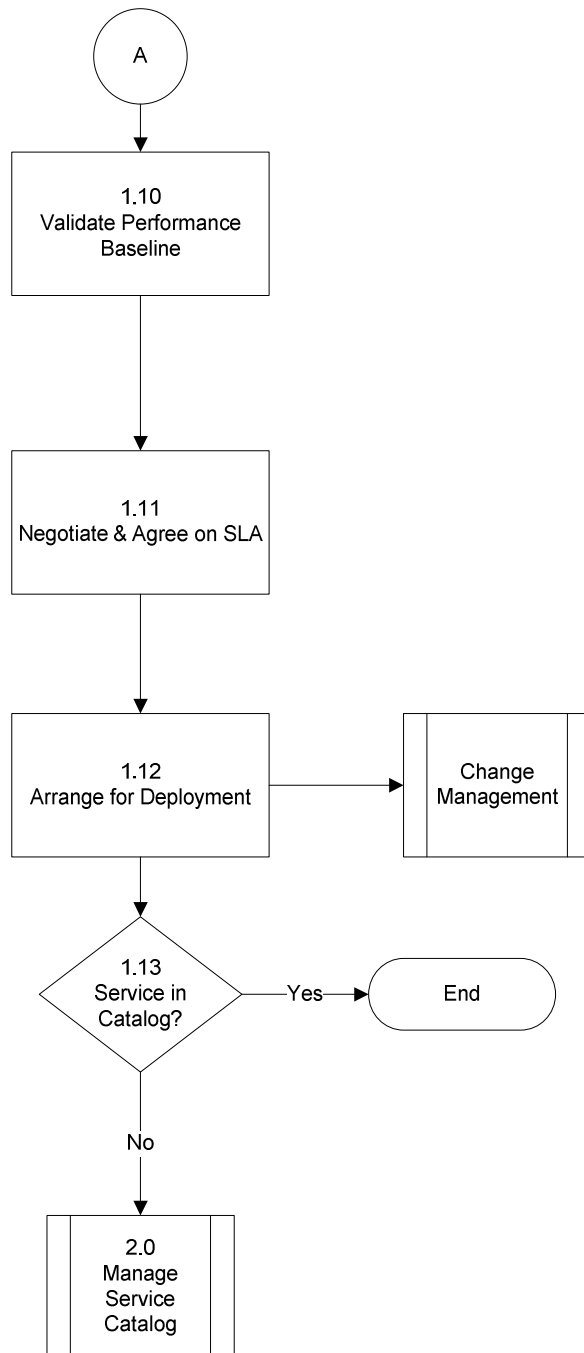 A
1.10
Validate Performance
Baseline
1.11
Negotiate & Agree on SLA
1.12
Arrange for Deployment
Change
Management
1.13
Service in
Catalog?
Yes
End
No
2.0
Manage
Service
Catalog